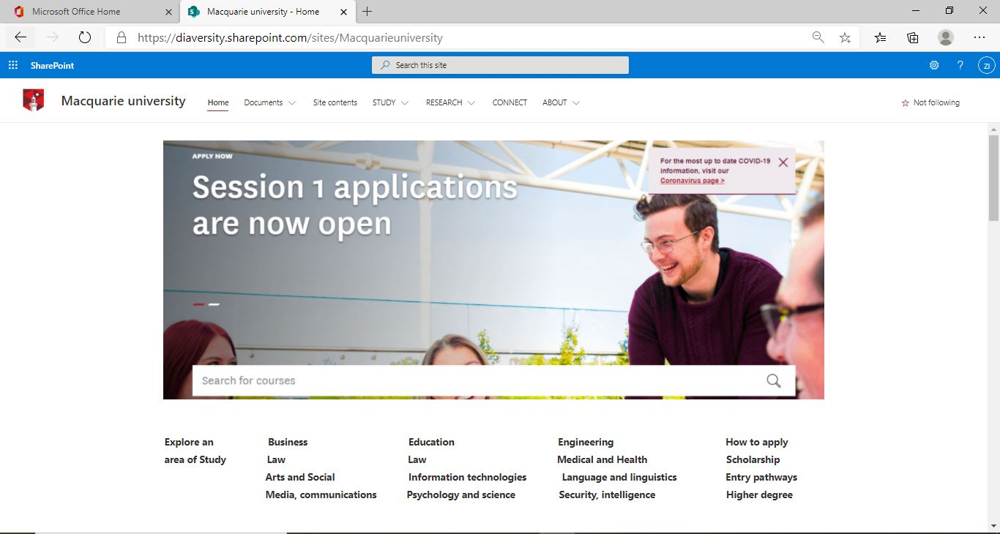 Microsoft Office Home
Macquarie university - Home
https://diaversity.sharepoint.com/sites/Macquarieuniversity
SharePoint
Search this site
?
ZI
Macquarie university
Home
Documents
Site contents
STUDY
RESEARCH
CONNECT
ABOUT
Not following
APPLY NOW
Session 1 applications
are now open
For the most up to date COVID-19
information, visit our
Coronavirus page >
Search for courses
Explore an
area of Study
Business
Law
Arts and Social
Media, communications
Education
Law
Information technologies
Psychology and science
Engineering
Medical and Health
Language and linguistics
Security, intelligence
How to apply
Scholarship
Entry pathways
Higher degree